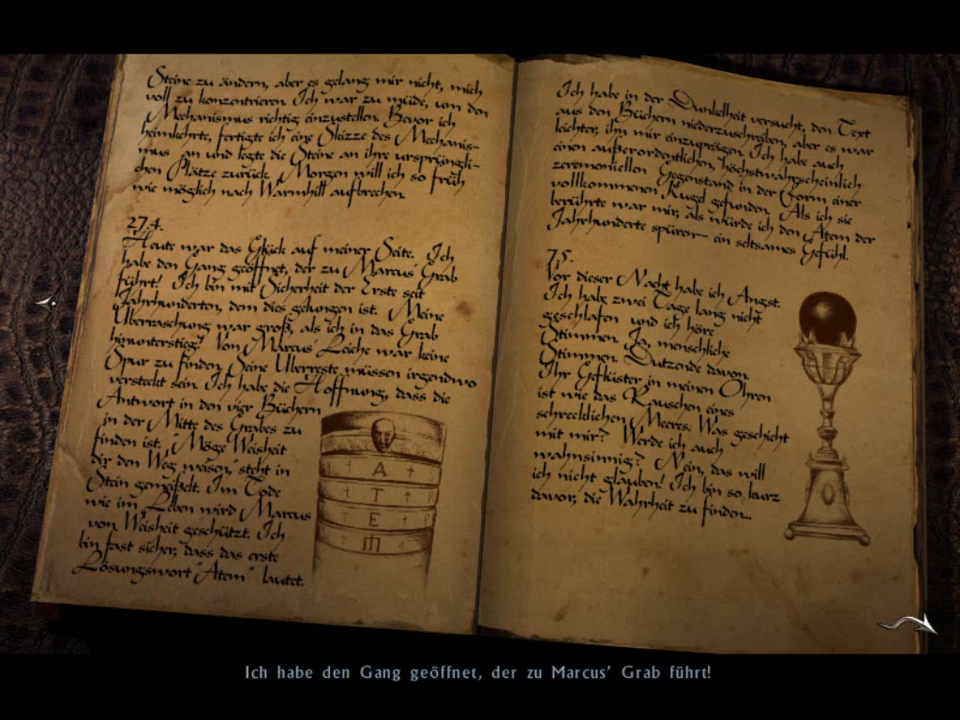 Steine zu ändern, aber es gelang mir nicht, mich
voll zu konzentrieren. Ich war zu müde, um den
Mechanismus richtig einzustellen. Bevor ich
heimkehrte, fertigte ich eine Skizze des Mechanis-
mus an und legte die Steine an ihre ursprüngli-
chen Plätze zurück. Morgen will ich so früh
wie möglich nach Warmhill aufbrechen.
27.4.
Heute war das Glück auf meiner Seite. Ich
habe den Gang geöffnet, der zu Marcus' Grab
führt! Ich bin mit Sicherheit der Erste seit
Jahrhunderten, dem dies gelungen ist. Meine
Überraschung war groß, als ich in das Grab
hinunterstieg! Von Marcus' Leiche war keine
Spur zu finden. Seine Überreste müssen irgendwo
versteckt sein. Ich habe die Hoffnung, dass die
Antwort in den vier Büchern
in der Mitte des Grabes zu
finden ist. "Möge Weisheit
dir den Weg weisen, steht in
Stein gemeißelt. Im Tode
wie im Leben wird Marcus
von Weisheit geschützt. Ich
bin fast sicher, dass das erste
Lösungswort "Atem" lautet.
A
T
E
M
Ich habe in der Dunkelheit versucht, den Text
aus den Büchern niederzuschreiben, aber es war
leichter, ihn mir einzuprägen. Ich habe auch
einen außerordentlichen, höchstwahrscheinlich
zeremoniellen Gegenstand in der Form einer
vollkommenen Kugel gefunden. Als ich sie
berührte war mir, als würde ich den Atem der
Jahrhunderte spüren - ein seltsames Gefühl.
7.5.
Vor dieser Nacht habe ich Angst.
Ich habe zwei Tage lang nicht
geschlafen und ich höre
Stimmen. Ja, menschliche
Stimmen. Dutzende davon.
Ihr Geflüster in meinen Ohren
ist wie das Rauschen eines
schrecklichen Meeres. Was geschieht
mit mir? Werde ich auch
wahnsinnig? Nein, das will
ich nicht glauben! Ich bin so kurz
davor, die Wahrheit zu finden...
Ich habe den Gang geöffnet, der zu Marcus' Grab führt!